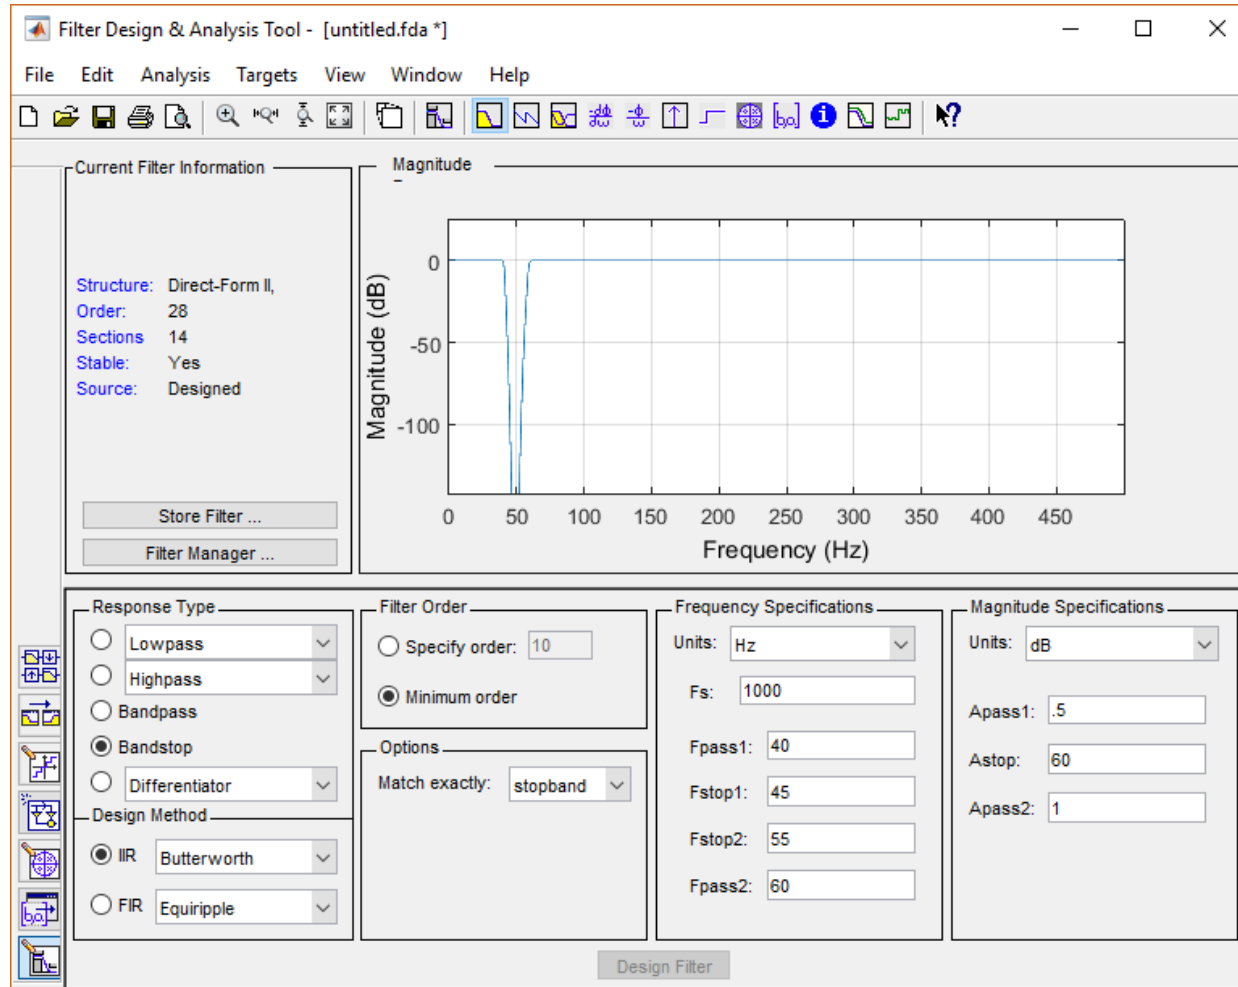 Filter Design & Analysis Tool - [untitled.fda *]
File Edit Analysis Targets View Window Help
Current Filter Information
Structure: Direct-Form II,
Order: 28
Sections 14
Stable: Yes
Source: Designed
Store Filter ...
Filter Manager ...
Magnitude
Magnitude (dB)
0
-50
-100
0 50 100 150 200 250 300 350 400 450
Frequency (Hz)
Response Type
Lowpass
Highpass
Bandpass
Bandstop
Differentiator
Design Method
IIR Butterworth
FIR Equiripple
Filter Order
Specify order: 10
Minimum order
Options
Match exactly: stopband
Frequency Specifications
Units: Hz
Fs: 1000
Fpass1: 40
Fstop1: 45
Fstop2: 55
Fpass2: 60
Magnitude Specifications
Units: dB
Apass1: .5
Astop: 60
Apass2: 1
Design Filter